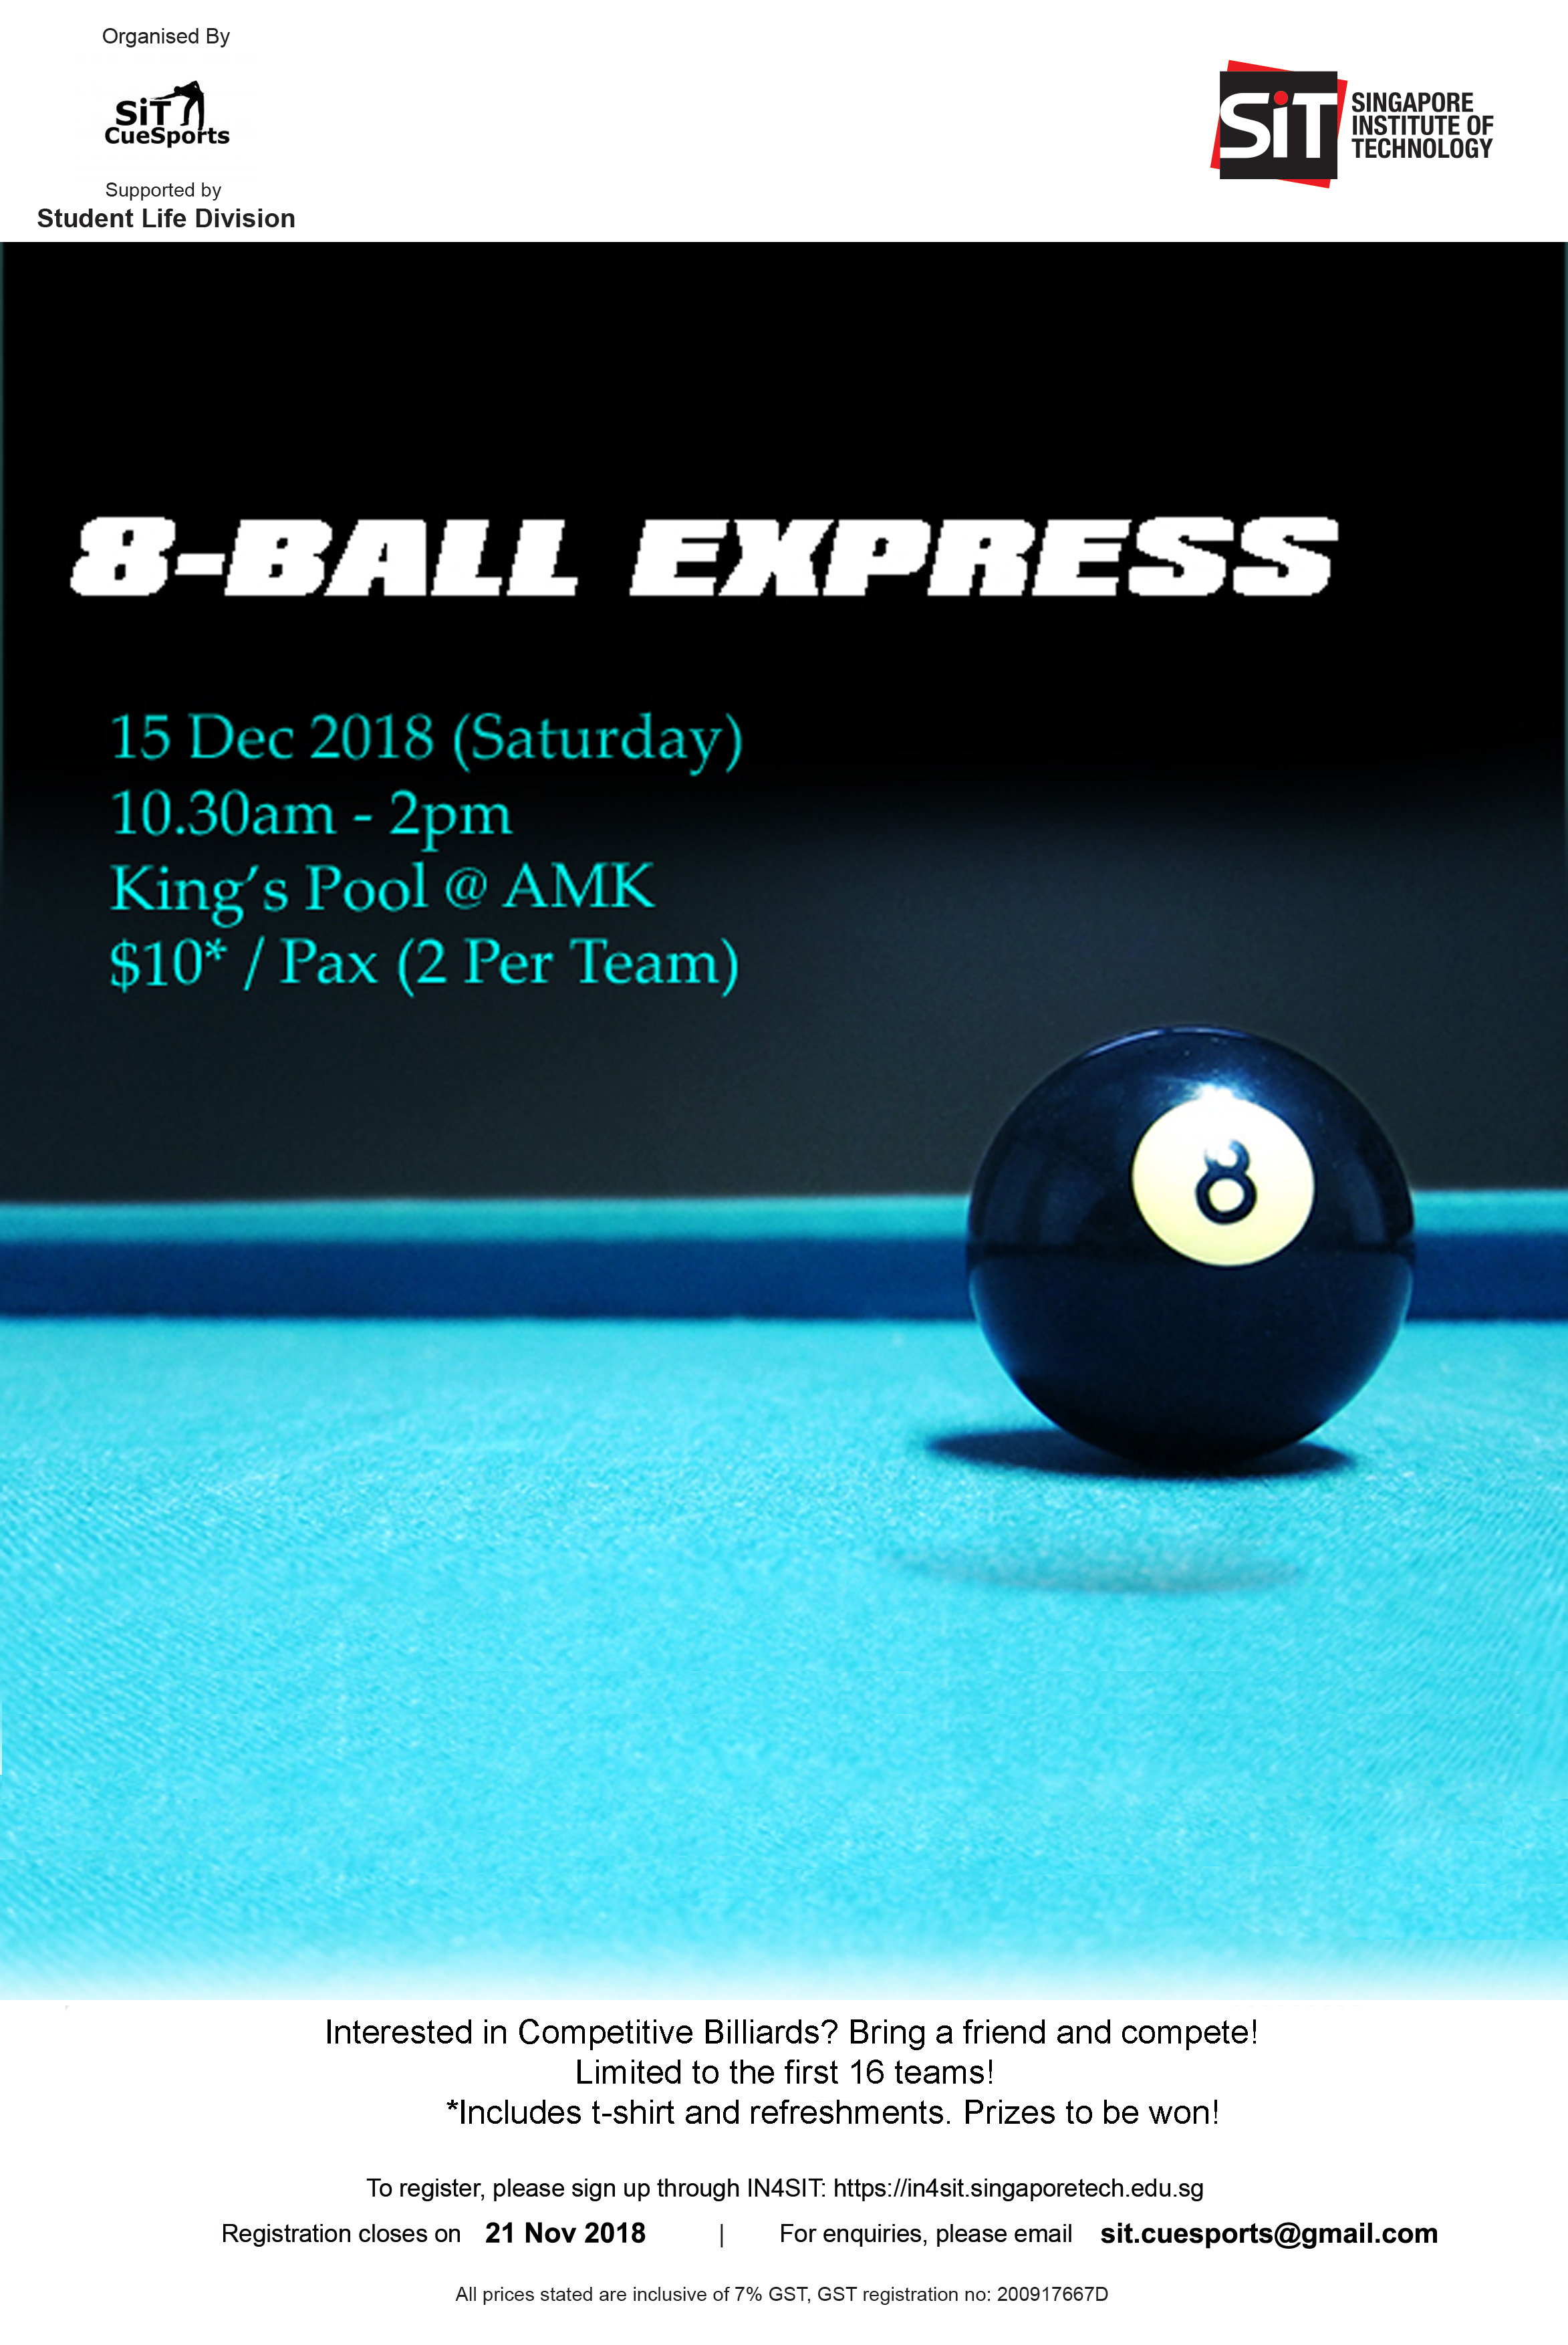 Organised By
SiT
CueSports
Supported by
Student Life Division
SiT
SINGAPORE
INSTITUTE OF
TECHNOLOGY
8-BALL EXPRESS
15 Dec 2018 (Saturday)
10.30am - 2pm
King’s Pool @ AMK
$10* / Pax (2 Per Team)
8
Interested in Competitive Billiards? Bring a friend and compete!
Limited to the first 16 teams!
*Includes t-shirt and refreshments. Prizes to be won!
To register, please sign up through IN4SIT: https://in4sit.singaporetech.edu.sg
Registration closes on 21 Nov 2018 | For enquiries, please email sit.cuesports@gmail.com
All prices stated are inclusive of 7% GST, GST registration no: 200917667D